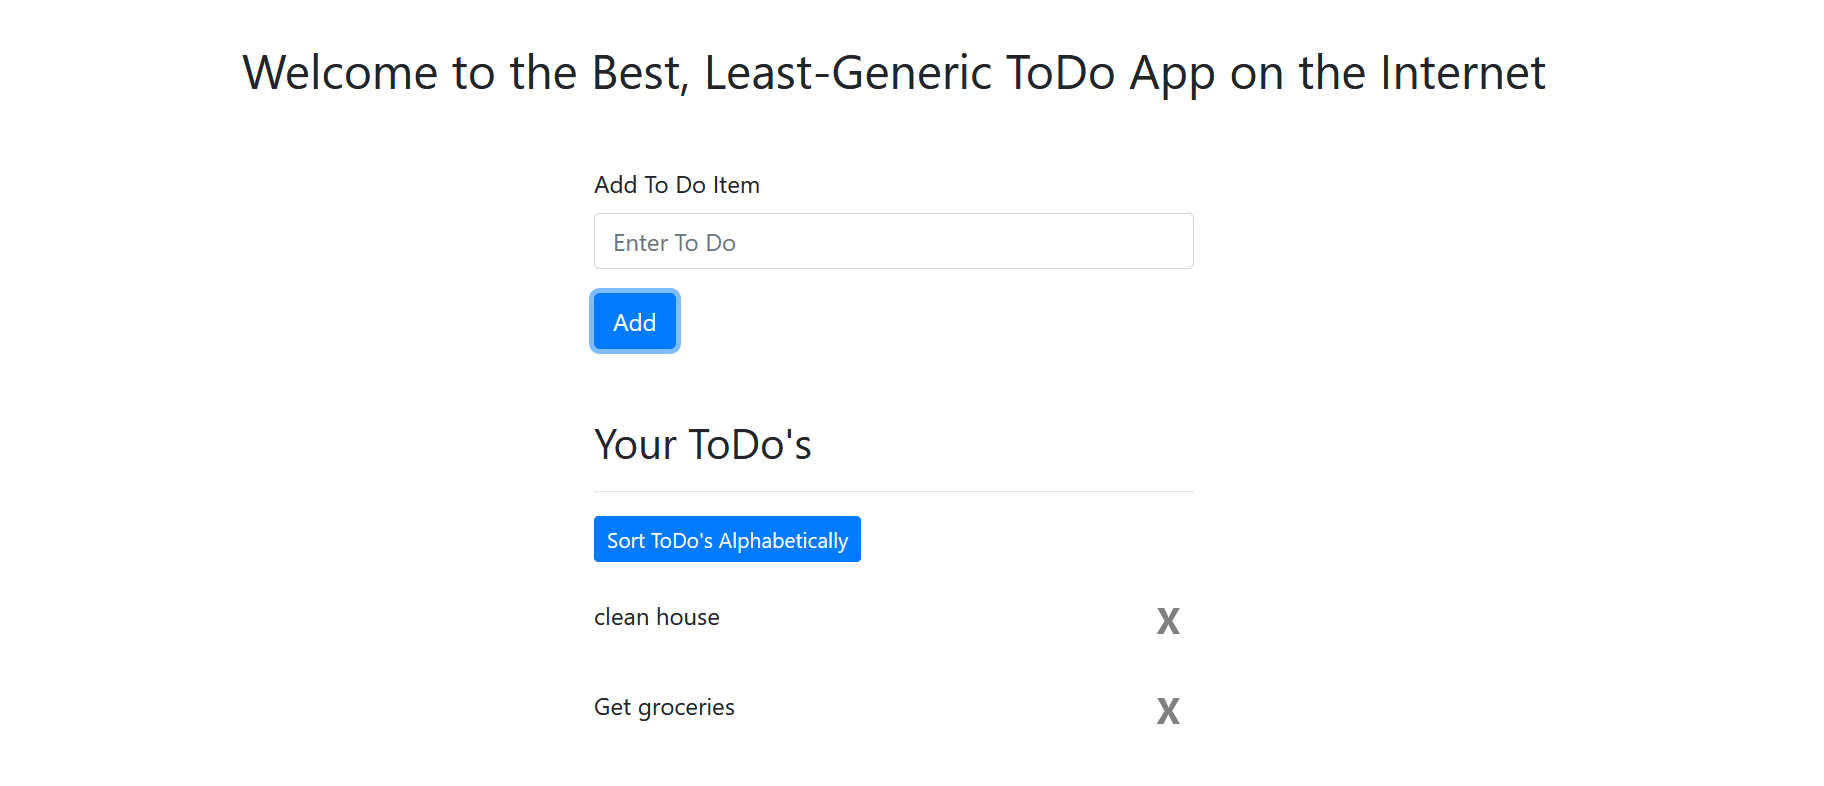 Welcome to the Best, Least-Generic ToDo App on the Internet
Add To Do Item
Enter To Do
Add
Your ToDo's
Sort ToDo's Alphabetically
clean house X
Get groceries X